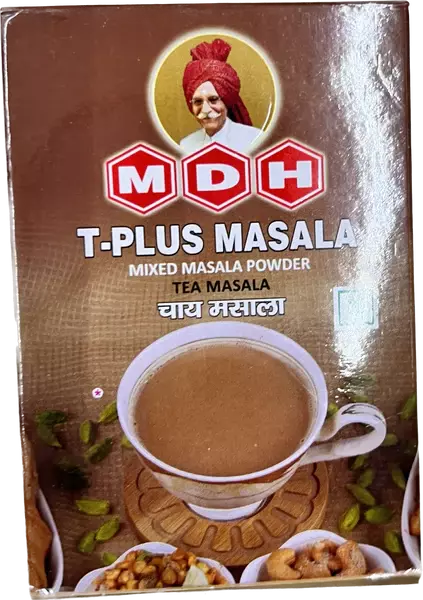 MDH
T-PLUS MASALA
MIXED MASALA POWDER
TEA MASALA
चाय मसाला